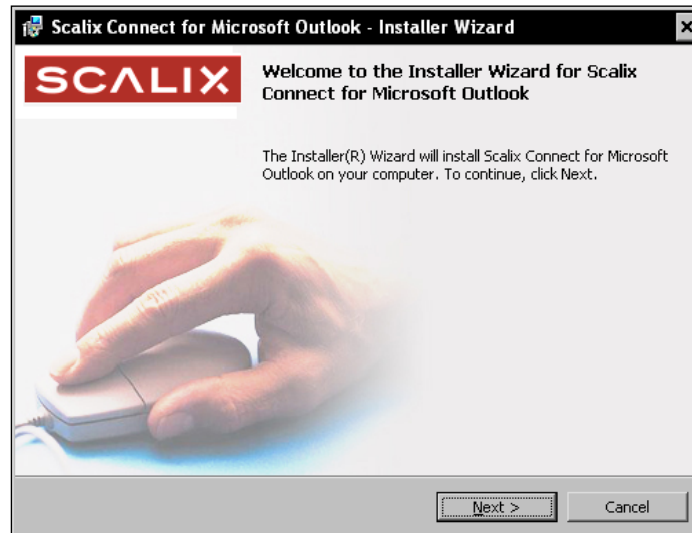 Scalix Connect for Microsoft Outlook - Installer Wizard
SCALIX
Welcome to the Installer Wizard for Scalix
Connect for Microsoft Outlook
The Installer(R) Wizard will install Scalix Connect for Microsoft
Outlook on your computer. To continue, click Next.
Next >
Cancel